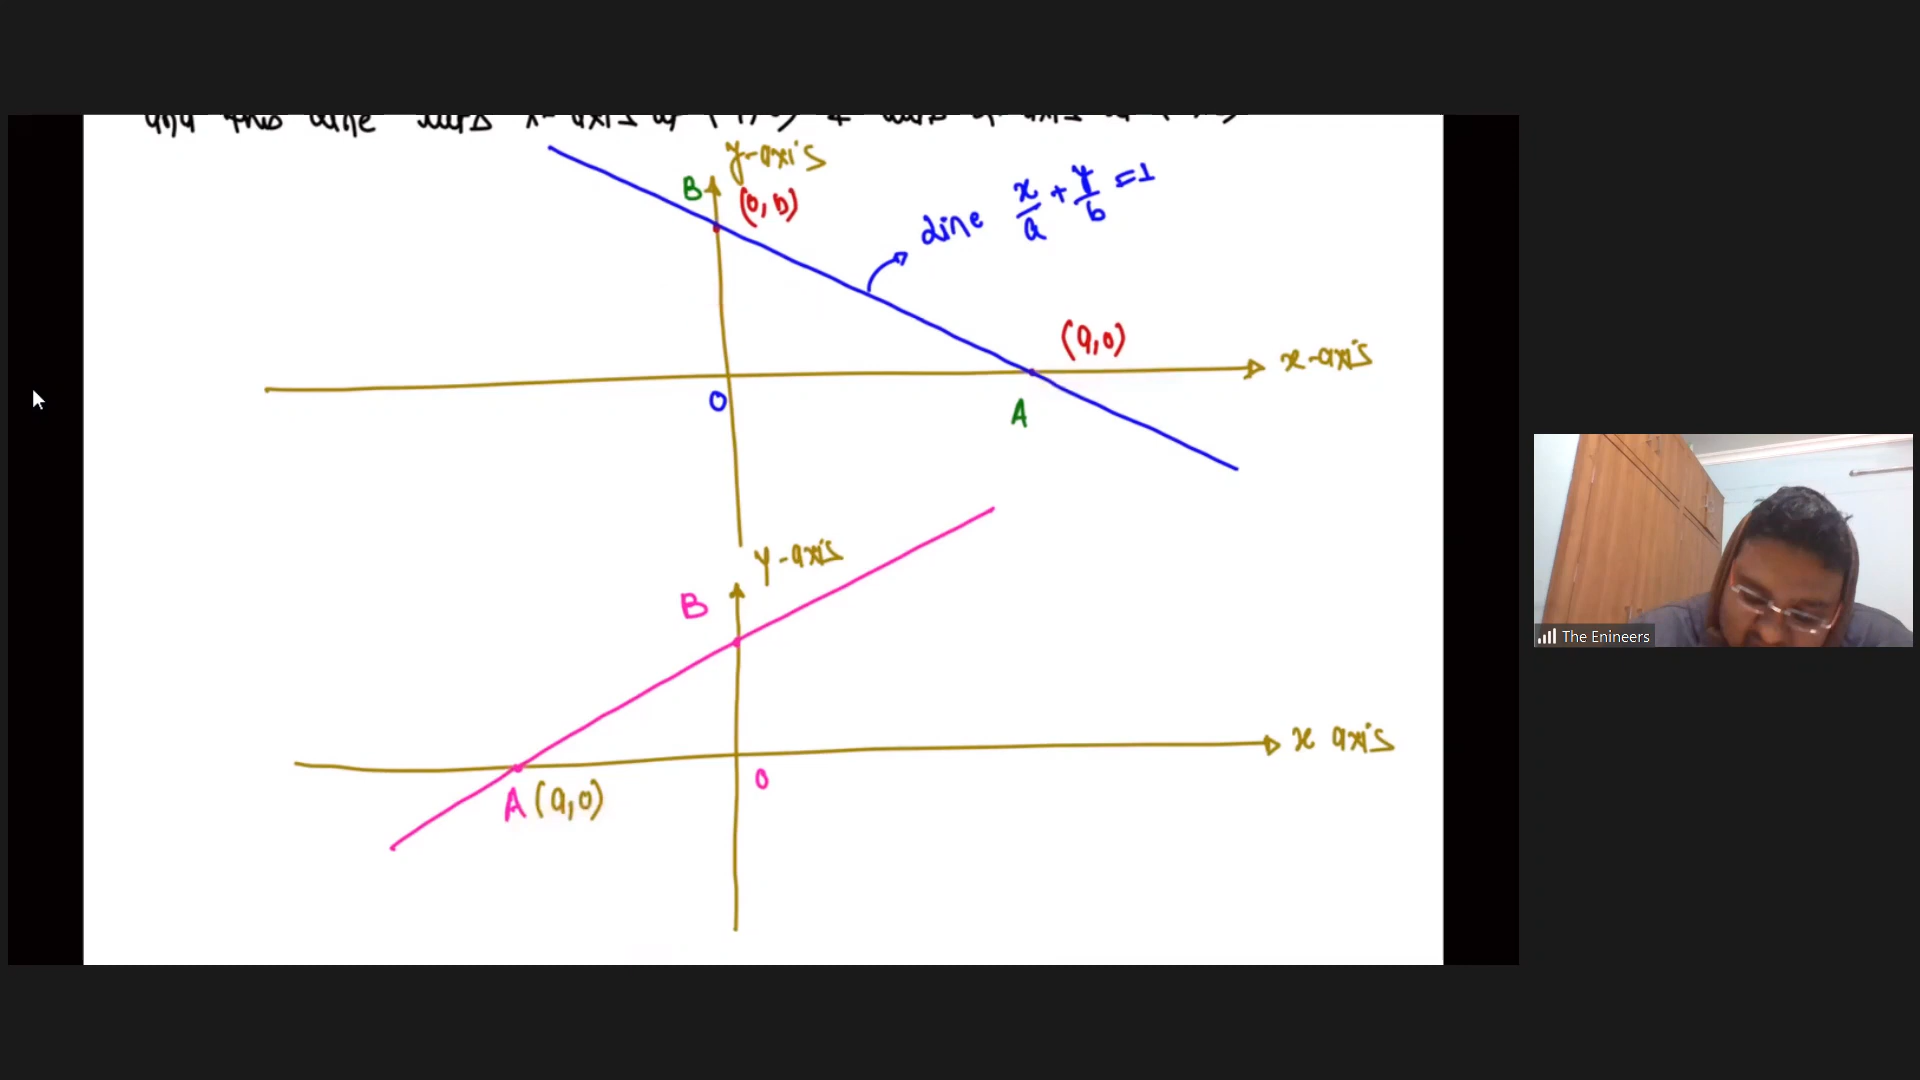 y-axis
B
(0, b)
Line x/a + y/b = 1
(a,0)
x-axis
O
A
y-axis
B
x axis
O
A (a,0)
The Enineers